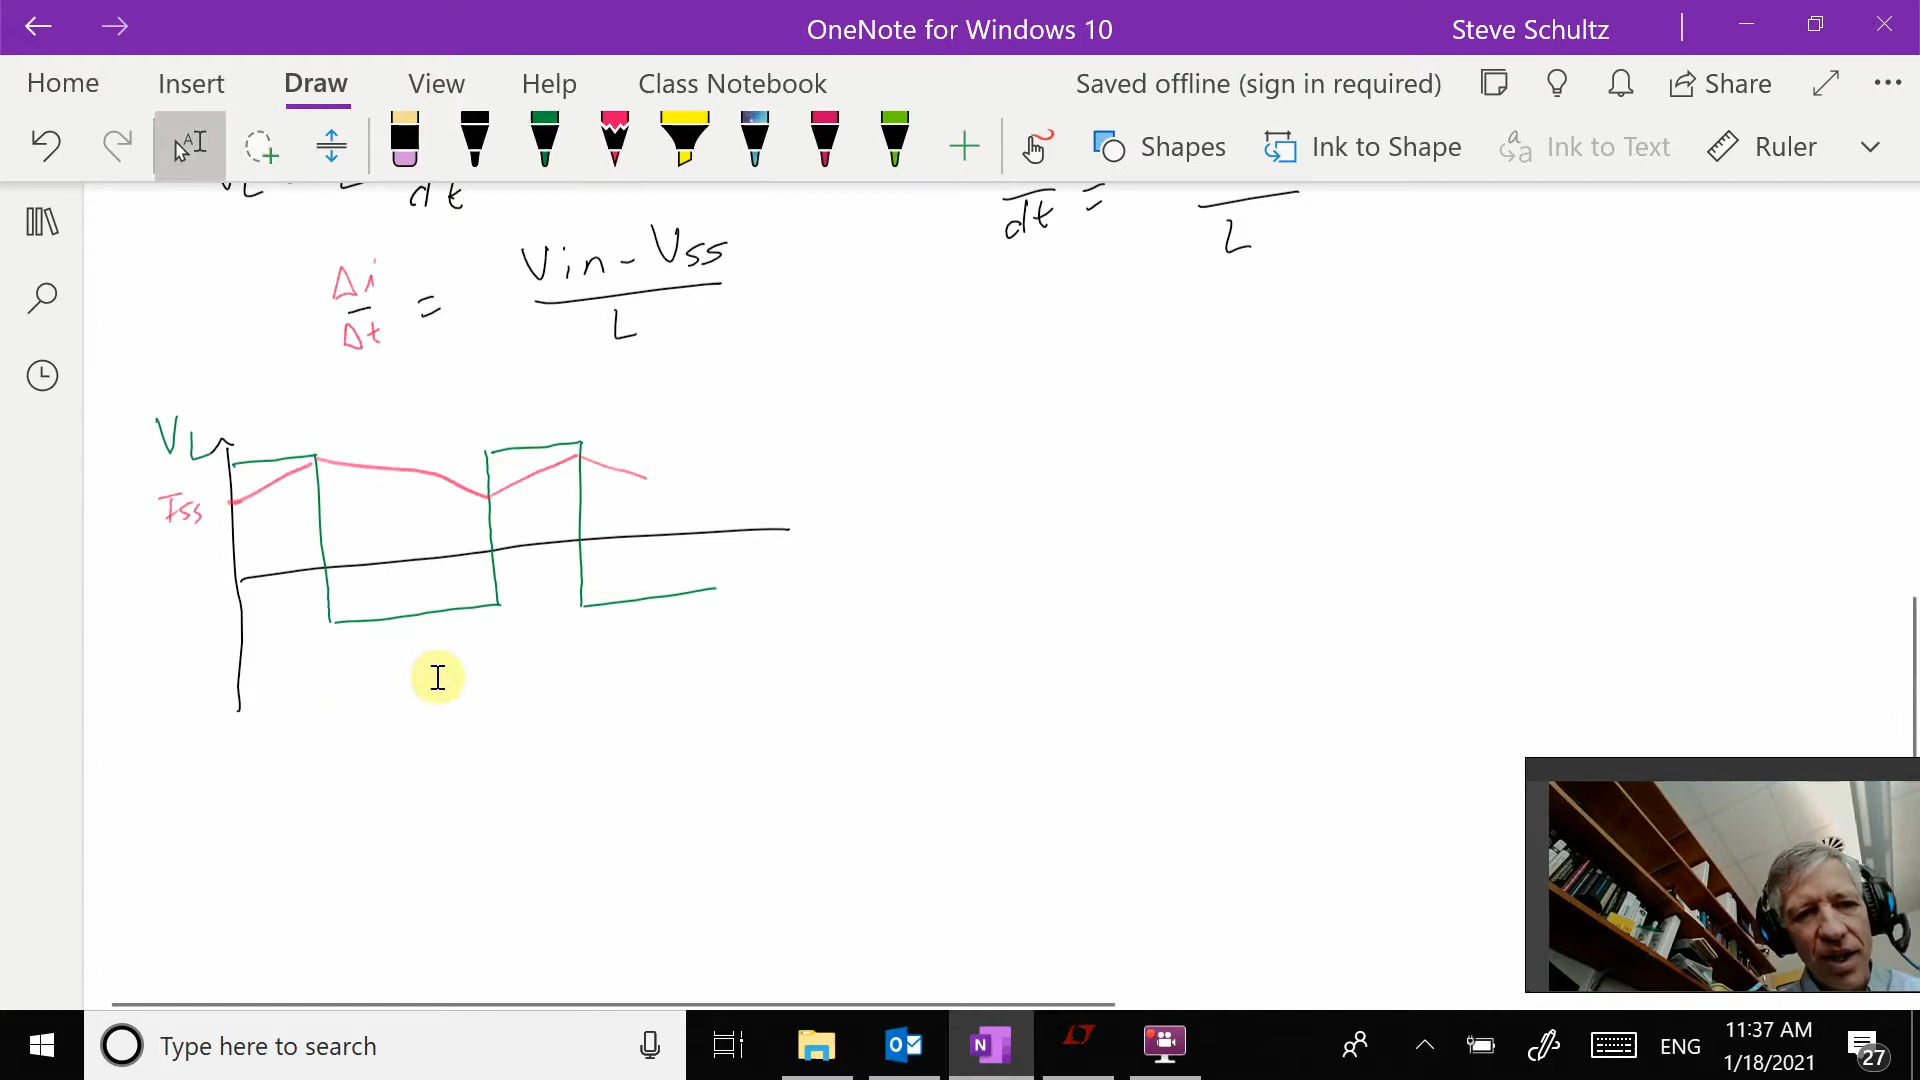 OneNote for Windows 10
Steve Schultz
Home Insert Draw View Help Class Notebook
Saved offline (sign in required) Share
Shapes Ink to Shape Ink to Text Ruler
dt
dt =
L
Δi
Δt
=
Vin - Vss
L
VL
Iss
Type here to search
ENG
11:37 AM
1/18/2021
27